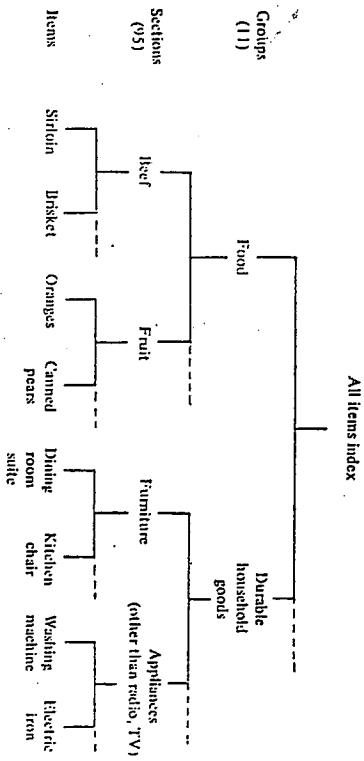 All items index
Groups
(11)
Food
Durable
household
goods
Sections
(95)
Beef
Fruit
Furniture
Appliances
(other than radio, TV)
Items
Sirloin
Brisket
Oranges
Canned
pears
Dining
room
suite
Kitchen
chair
Washing
machine
Electric
iron